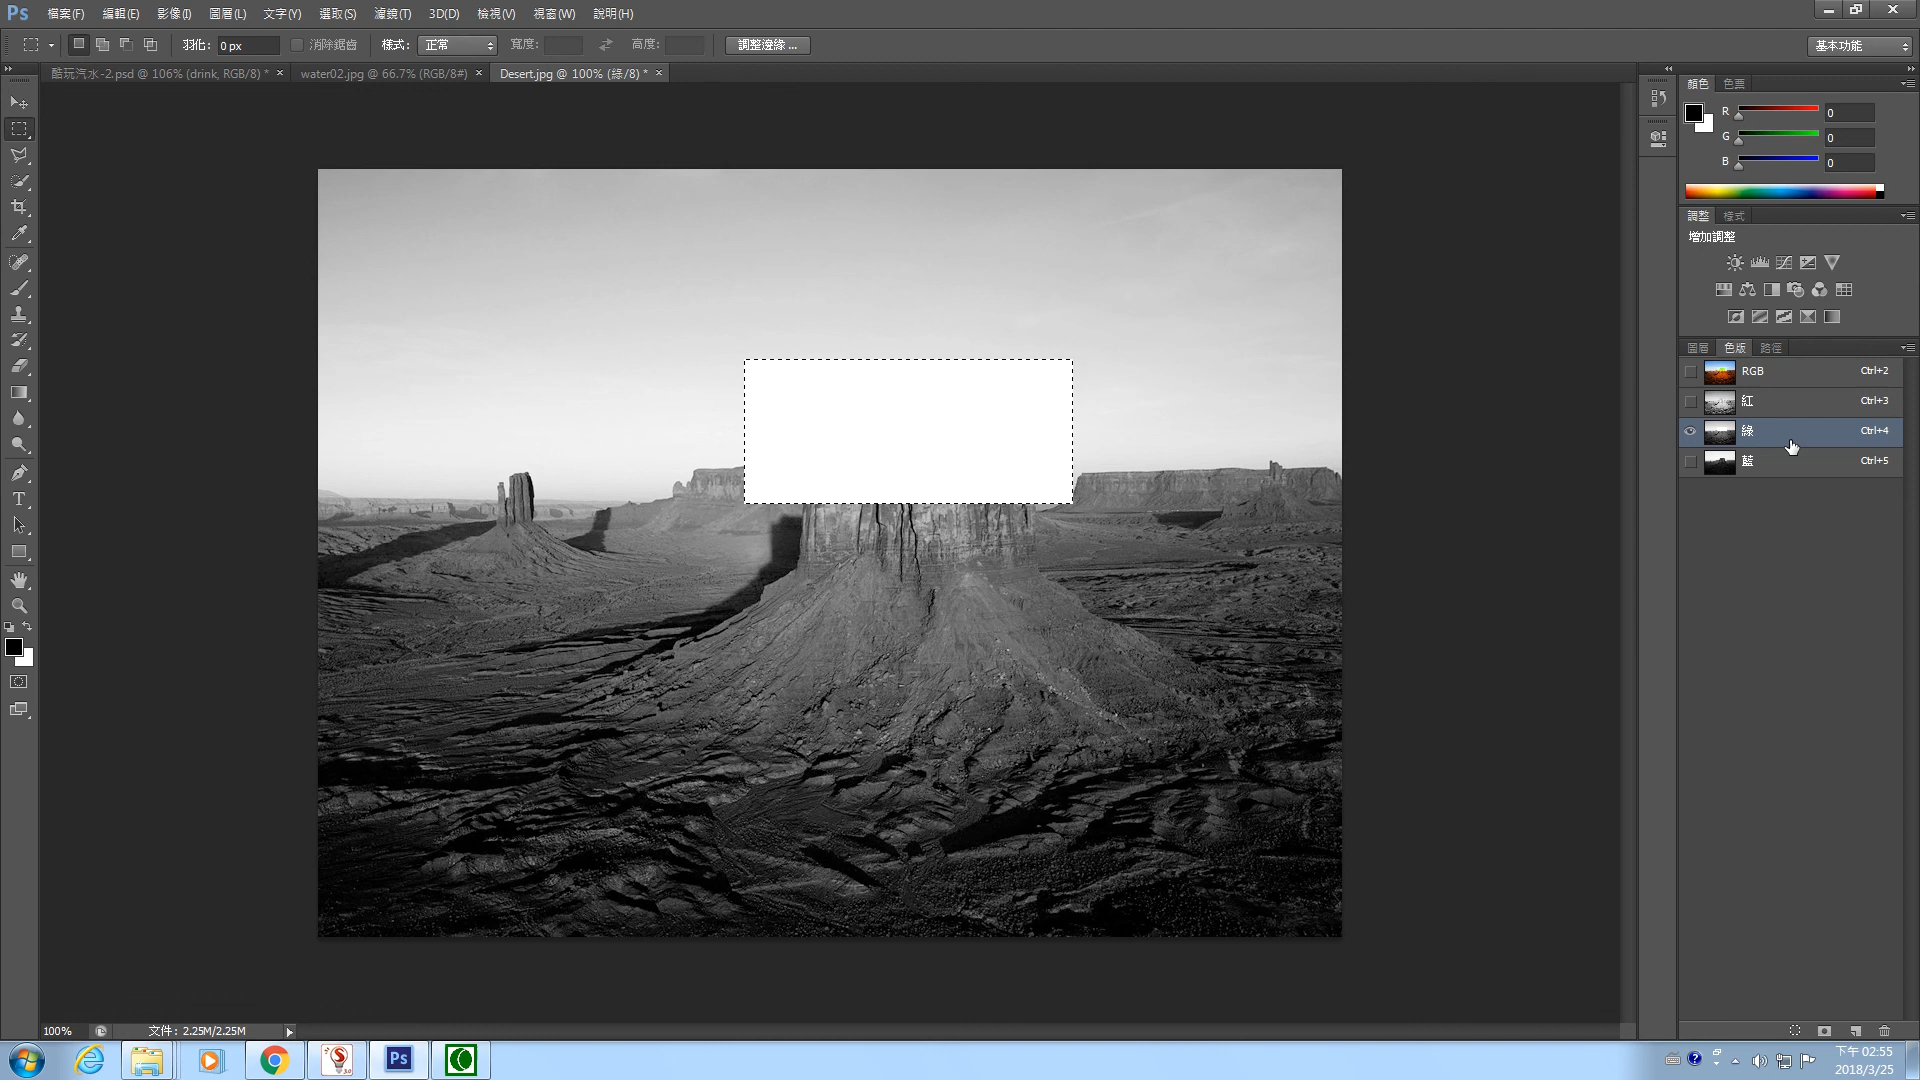 Ps 檔案(F) 編輯(E) 影像(I) 圖層(L) 文字(Y) 選取(S) 濾鏡(T) 3D(D) 檢視(V) 視窗(W) 說明(H)
羽化: 0 px 消除鋸齒 樣式: 正常 寬度: 高度: 調整邊緣 ... 基本功能
酷玩汽水-2.psd @ 106% (drink, RGB/8) * × water02.jpg @ 66.7% (RGB/8#) × Desert.jpg @ 100% (綠/8) * ×
顏色 色票
R 0
G 0
B 0
調整 樣式
增加調整
圖層 色版 路徑
RGB Ctrl+2
紅 Ctrl+3
綠 Ctrl+4
藍 Ctrl+5
100% 文件: 2.25M/2.25M
Ps
下午 02:55
2018/3/25